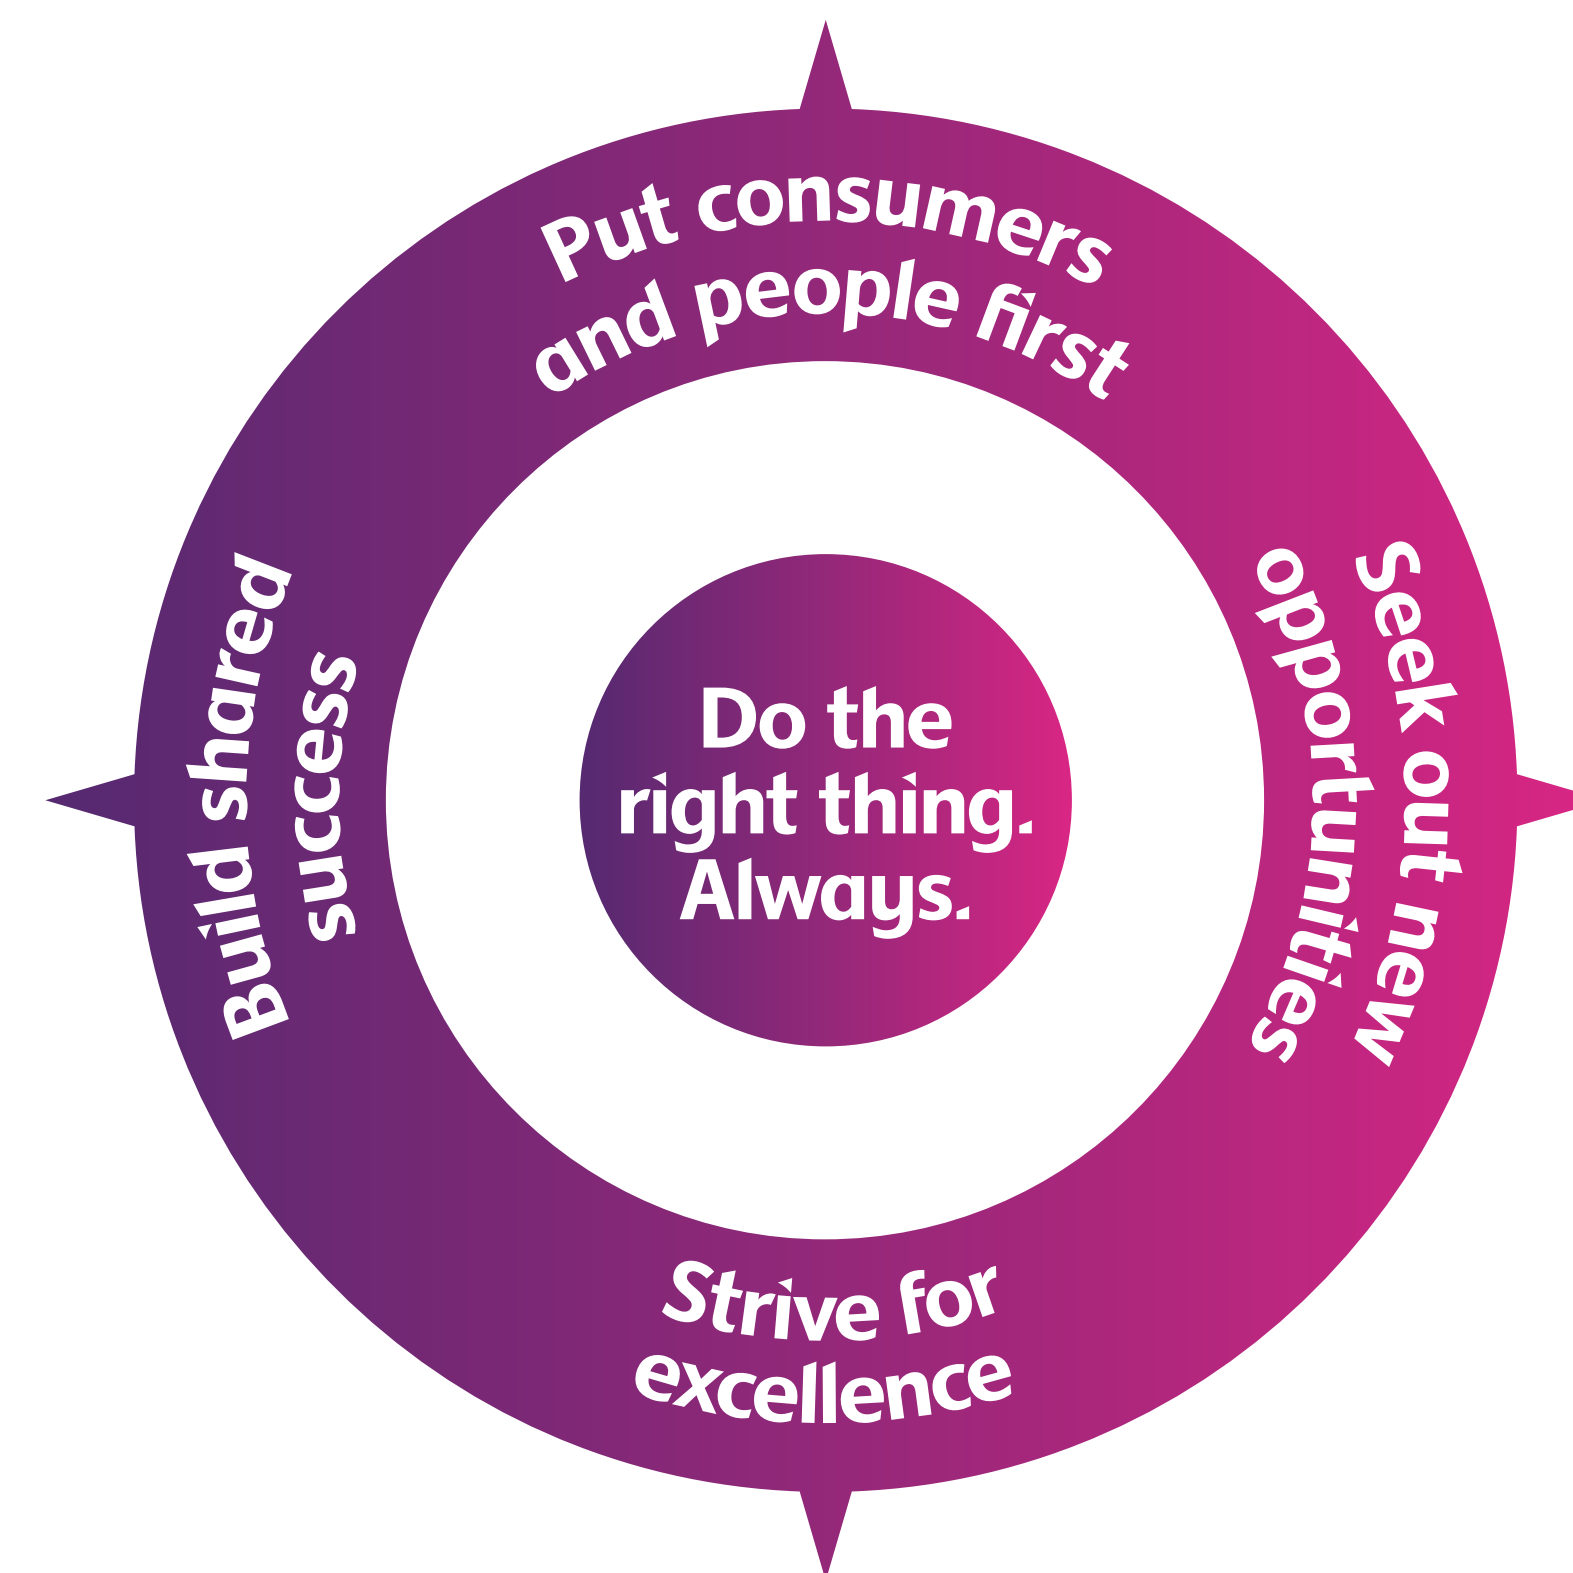 Put consumers
and people first
Seek out new
opportunities
Strive for
excellence
Build shared
success
Do the
right thing.
Always.